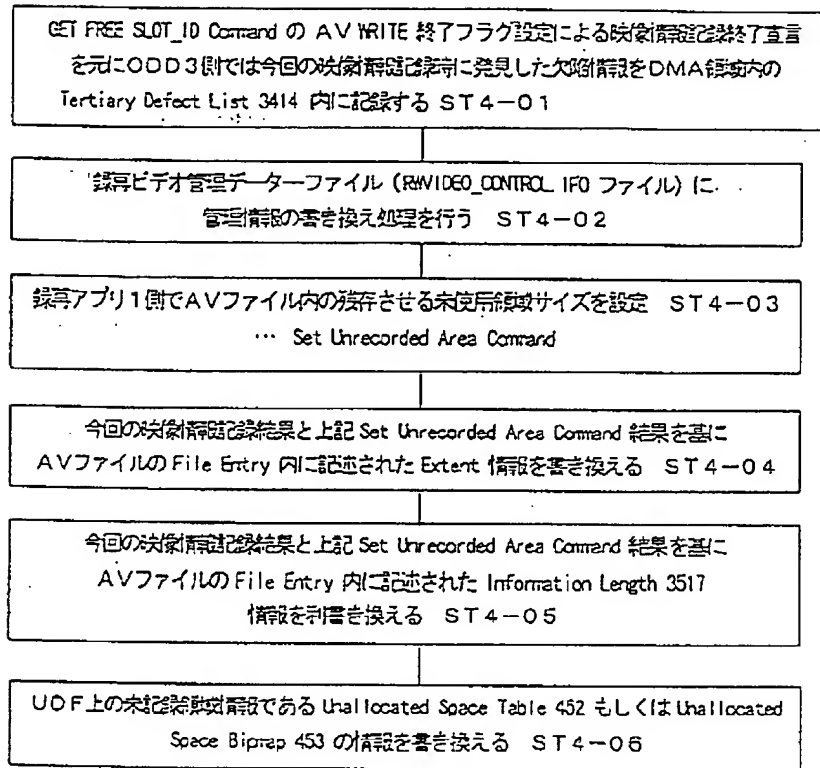 GET FREE SLOT_ID Command の AV WRITE 終了フラグ設定による映像情報記録終了宣言
を元にODD3側では今回の映像情報記録時に発見した欠陥情報をDMA領域内の
Tertiary Defect List 3414 内に記録する ST4-01
録再ビデオ管理データーファイル (RWVIDEO_CONTROL IFO ファイル) に
管理情報の書き換え処理を行う ST4-02
録再アプリ1側でAVファイル内の残存させる未使用領域サイズを設定 ST4-03
… Set Unrecorded Area Command
今回の映像情報記録結果と上記 Set Unrecorded Area Command 結果を基に
AVファイルの File Entry 内に記述された Extent 情報を書き換える ST4-04
今回の映像情報記録結果と上記 Set Unrecorded Area Command 結果を基に
AVファイルの File Entry 内に記述された Information Length 3517
情報を書き換える ST4-05
UDF上の未記録領域情報である Unallocated Space Table 452 もしくは Unallocated
Space 453 の情報を書き換える ST4-06